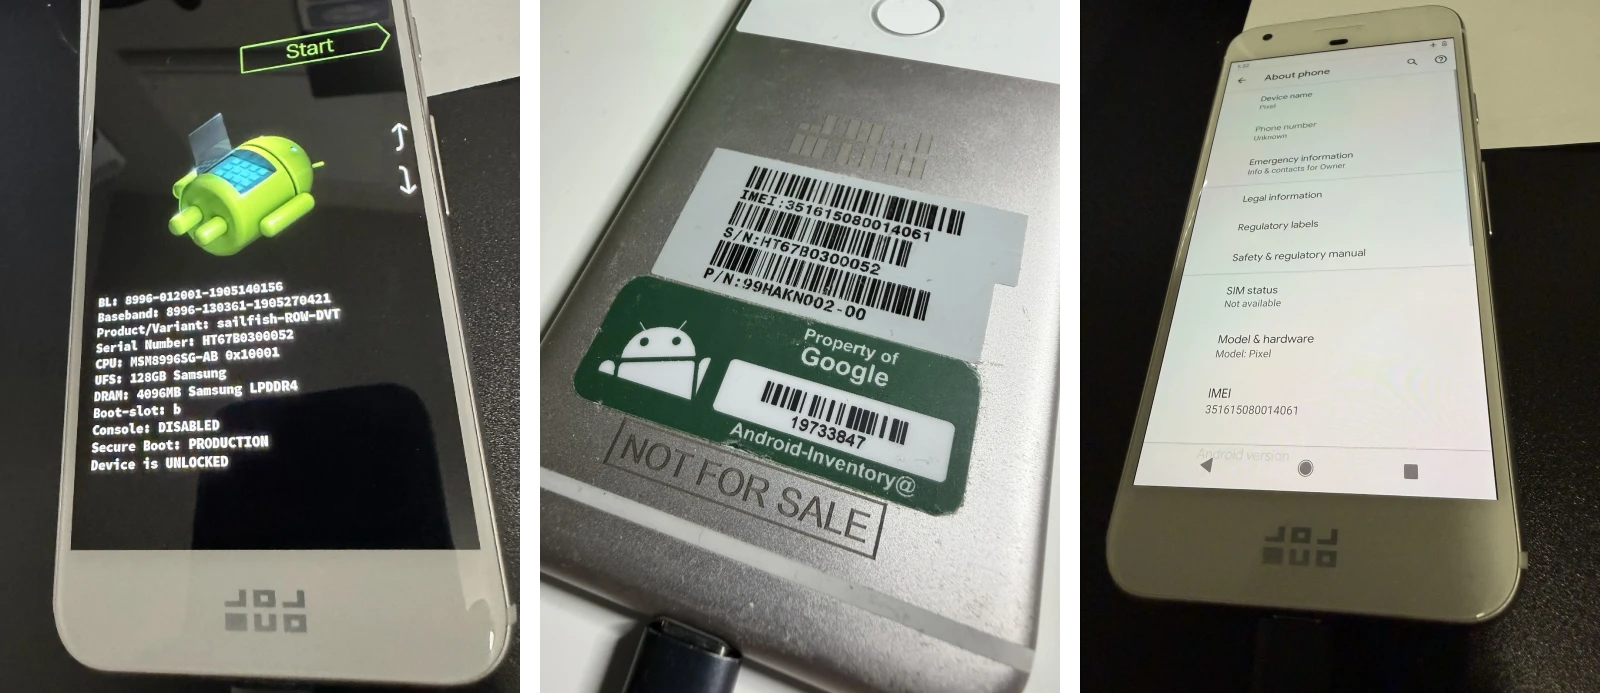 Start
BL: 8996-012001-1905140156
Baseband: 8996-130361-1905270421
Product/Variant: sailfish-ROW-DVT
Serial Number: HT67B0300052
CPU: MSM8996SG-AB 0x10001
UFS: 128GB Samsung
DRAM: 4096MB Samsung LPDDR4
Boot-slot: b
Console: DISABLED
Secure Boot: PRODUCTION
Device is UNLOCKED
IMEI:351615080014061
S/N:HT67B0300052
P/N:99HAKN002-00
Property of
Google
19733847
Android-Inventory@
NOT FOR SALE
About phone
Device name
Pixel
Phone number
Unknown
Emergency information
Info & contacts for Owner
Legal information
Regulatory labels
Safety & regulatory manual
SIM status
Not available
Model & hardware
Model: Pixel
IMEI
351615080014061
Android version